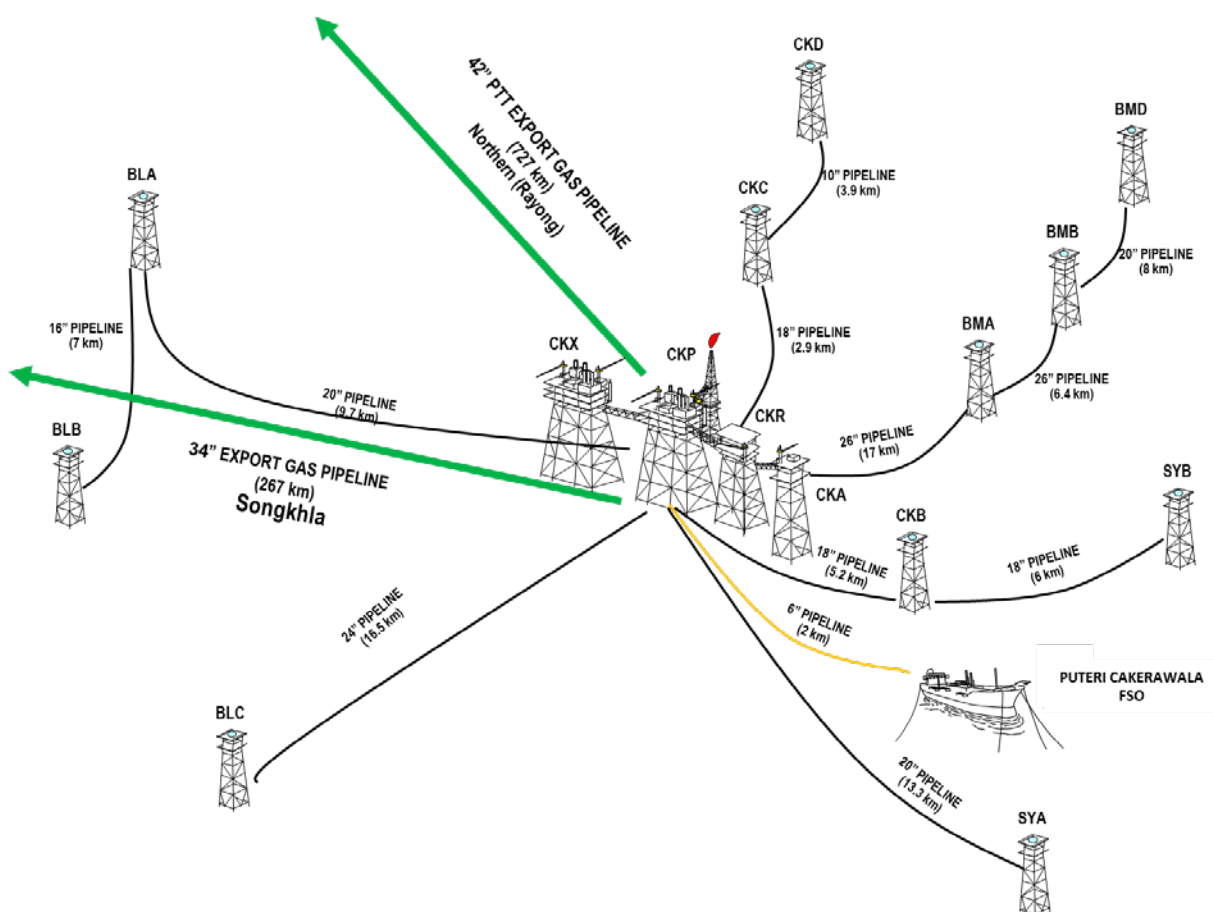 CKD
42" PTT EXPORT GAS PIPELINE
(727 km)
Northern (Rayong)
BMD
BLA
10" PIPELINE
(3.9 km)
CKC
BMB
20" PIPELINE
(8 km)
16" PIPELINE
(7 km)
18" PIPELINE
(2.9 km)
BMA
CKX
CKP
26" PIPELINE
(6.4 km)
20" PIPELINE
(9.7 km)
CKR
BLB
26" PIPELINE
(17 km)
34" EXPORT GAS PIPELINE
(267 km)
Songkhla
CKA
SYB
CKB
18" PIPELINE
(5.2 km)
18" PIPELINE
(6 km)
24" PIPELINE
(16.5 km)
6" PIPELINE
(2 km)
PUTERI CAKERAWALA
FSO
BLC
20" PIPELINE
(13.3 km)
SYA